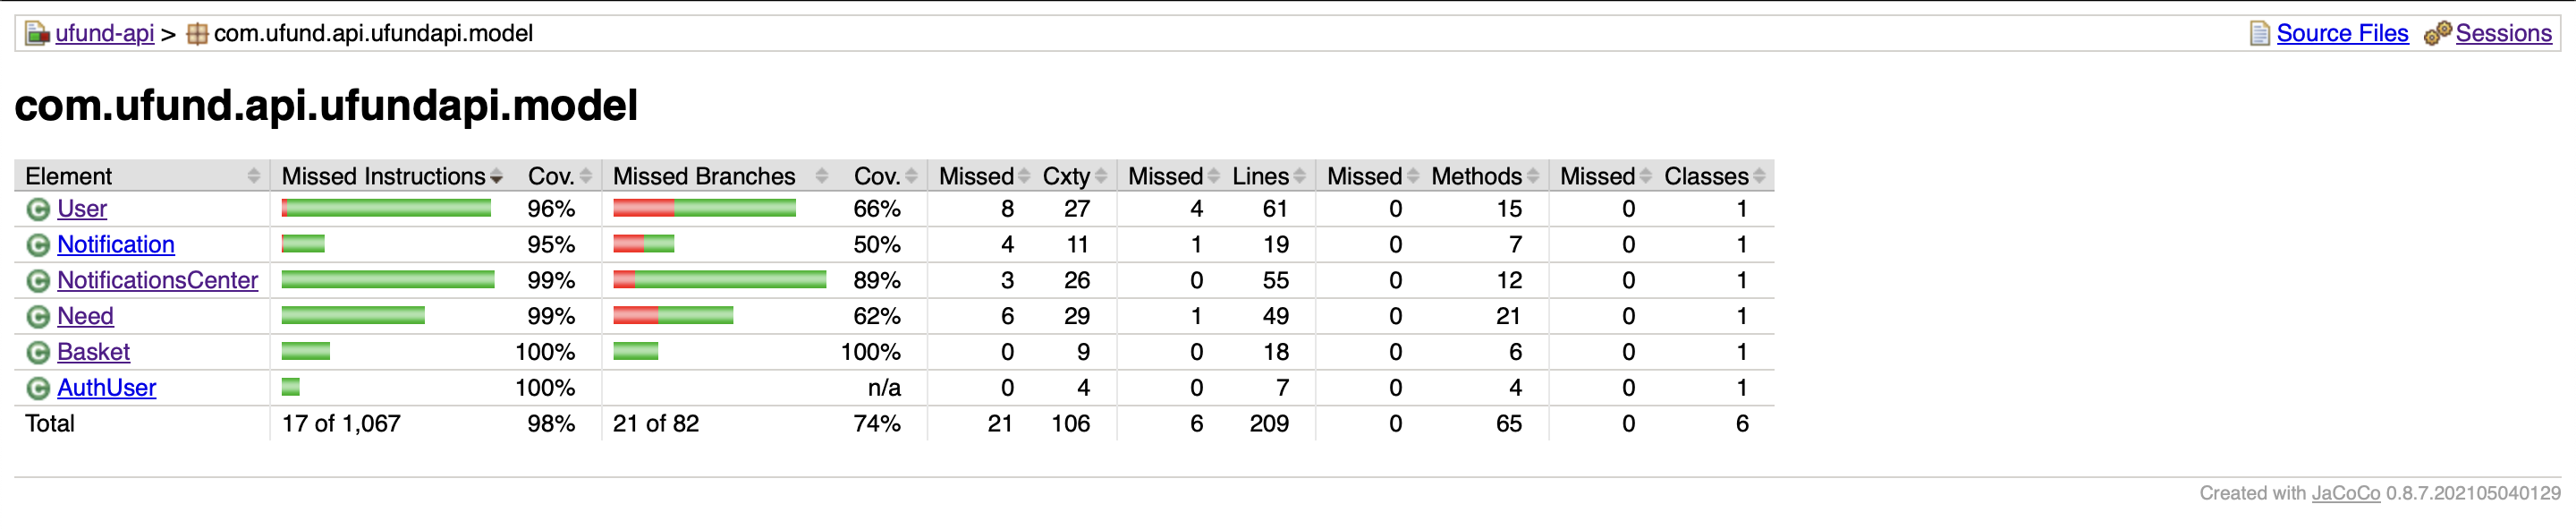 ufund-api > com.ufund.api.ufundapi.model Source Files Sessions
com.ufund.api.ufundapi.model
Element Missed Instructions Cov. Missed Branches Cov. Missed Cxty Missed Lines Missed Methods Missed Classes
User 96% 66% 8 27 4 61 0 15 0 1
Notification 95% 50% 4 11 1 19 0 7 0 1
NotificationsCenter 99% 89% 3 26 0 55 0 12 0 1
Need 99% 62% 6 29 1 49 0 21 0 1
Basket 100% 100% 0 9 0 18 0 6 0 1
AuthUser 100% n/a 0 4 0 7 0 4 0 1
Total 17 of 1,067 98% 21 of 82 74% 21 106 6 209 0 65 0 6
Created with JaCoCo 0.8.7.202105040129